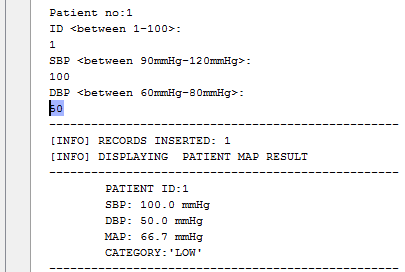 Patient no:1
ID <between 1-100>:
1
SBP <between 90mmHg-120mmHg>:
100
DBP <between 60mmHg-80mmHg>:
50
--------------------------------------------------
[INFO] RECORDS INSERTED: 1
[INFO] DISPLAYING  PATIENT MAP RESULT
--------------------------------------------------
PATIENT ID:1
SBP: 100.0 mmHg
DBP: 50.0 mmHg
MAP: 66.7 mmHg
CATEGORY:'LOW'
--------------------------------------------------